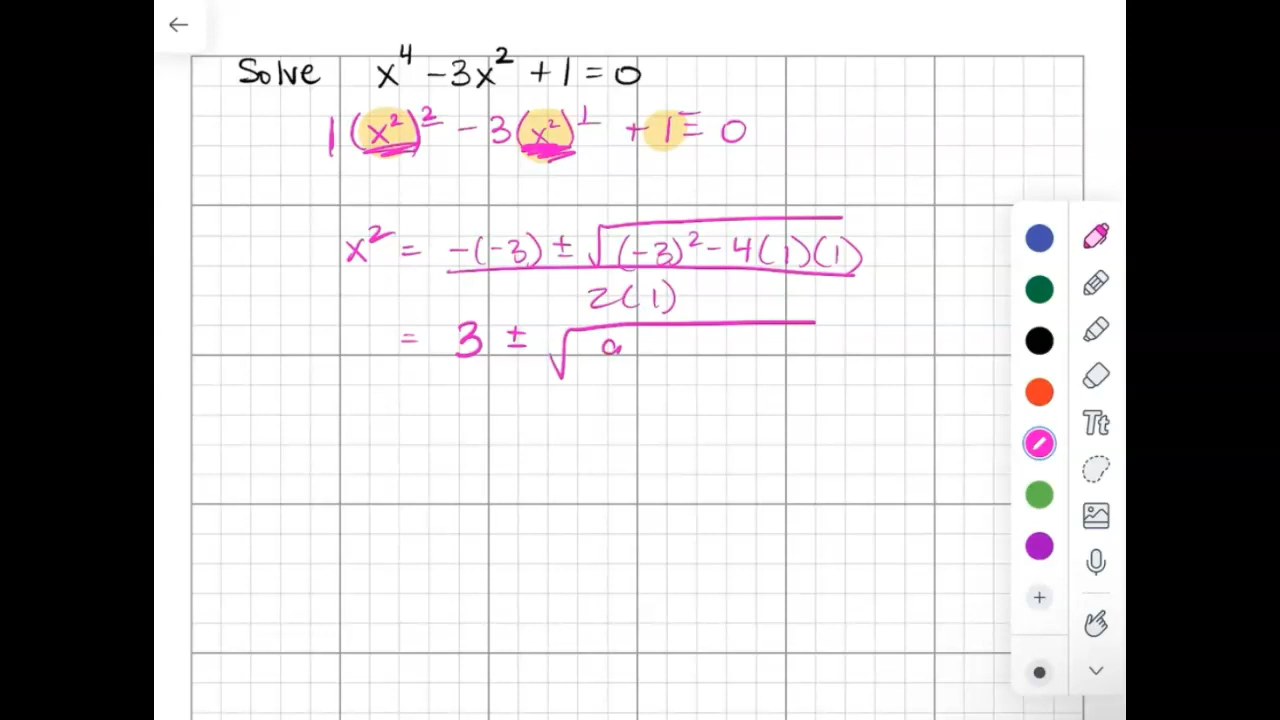 Solve x⁴ - 3x² + 1 = 0
1(x²)² - 3(x²)¹ + 1 = 0
x² = -(-3) ± √(-3)² - 4(1)(1)
2(1)
= 3 ± √
Tt